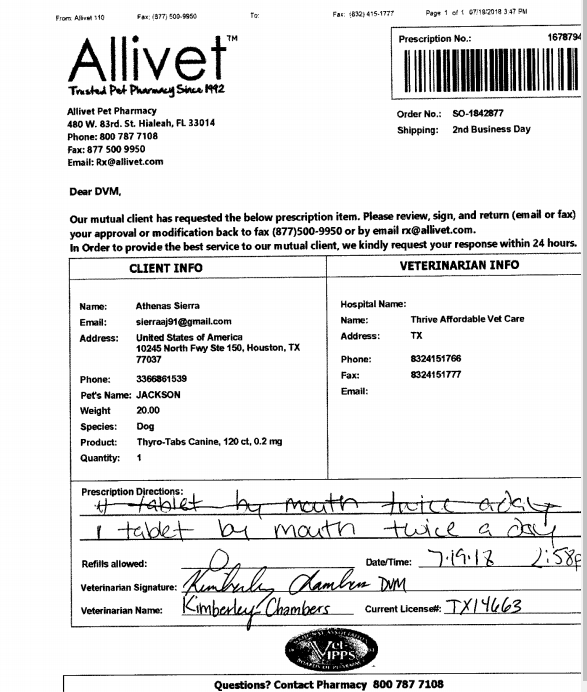 From: Allivet 110 Fax: (877) 500-9950 To: Fax: (832) 415-1777 Page 1 of 1 07/19/2018 3:47 PM
Allivet™
Trusted Pet Pharmacy Since 1992
Prescription No.: 1678794
Allivet Pet Pharmacy
480 W. 83rd. St. Hialeah, FL 33014
Phone: 800 787 7108
Fax: 877 500 9950
Email: Rx@allivet.com
Order No.: SO-1842877
Shipping: 2nd Business Day
Dear DVM,
Our mutual client has requested the below prescription item. Please review, sign, and return (email or fax)
your approval or modification back to fax (877)500-9950 or by email rx@allivet.com.
In Order to provide the best service to our mutual client, we kindly request your response within 24 hours.
CLIENT INFO
Name: Athenas Sierra
Email: sierraaj91@gmail.com
Address: United States of America
10245 North Fwy Ste 150, Houston, TX
77037
Phone: 3366861539
Pet's Name: JACKSON
Weight 20.00
Species: Dog
Product: Thyro-Tabs Canine, 120 ct, 0.2 mg
Quantity: 1
VETERINARIAN INFO
Hospital Name:
Name: Thrive Affordable Vet Care
Address: TX
Phone: 8324151766
Fax: 8324151777
Email:
Prescription Directions:
tablet by mouth twice a day
1 tablet by mouth twice a day
Refills allowed: 0 Date/Time: 7.19.18 2:58p
Veterinarian Signature: Kimberley Chambers DVM
Veterinarian Name: Kimberley Chambers Current License#: TX14663
NATIONAL ASSOCIATION
Vet-VIPPS
BOARDS OF PHARMACY
Questions? Contact Pharmacy 800 787 7108